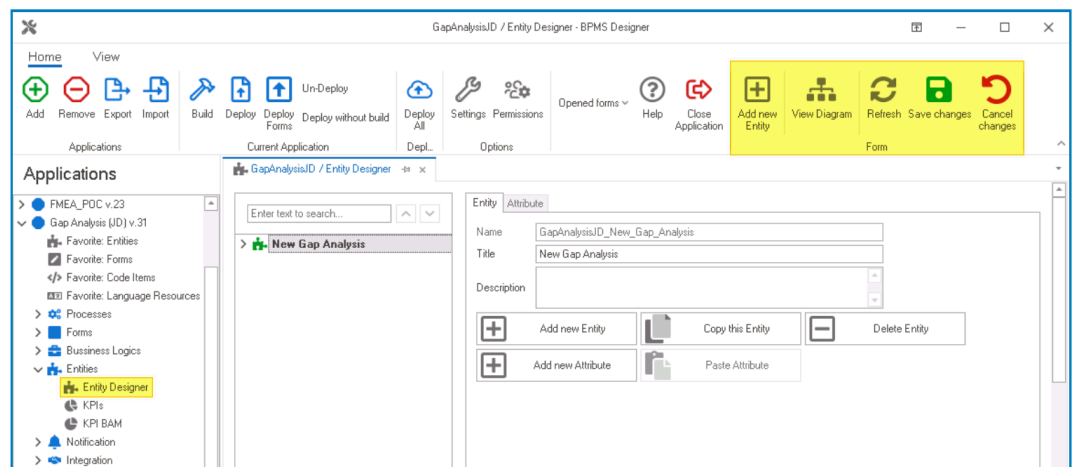 GapAnalysisJD / Entity Designer - BPMS Designer
Home View
Add Remove Export Import Build Deploy Deploy Forms Un-Deploy Deploy without build Deploy All Settings Permissions Opened forms Help Close Application Add new Entity View Diagram Refresh Save changes Cancel changes
Applications Current Application Depl... Options Form
Applications
GapAnalysisJD / Entity Designer
FMEA_POC v.23
Gap Analysis (JD) v.31
Favorite: Entities
Favorite: Forms
Favorite: Code Items
Favorite: Language Resources
Processes
Forms
Bussiness Logics
Entities
Entity Designer
KPIs
KPI BAM
Notification
Integration
Enter text to search...
New Gap Analysis
Entity Attribute
Name GapAnalysisJD_New_Gap_Analysis
Title New Gap Analysis
Description
Add new Entity Copy this Entity Delete Entity
Add new Attribute Paste Attribute